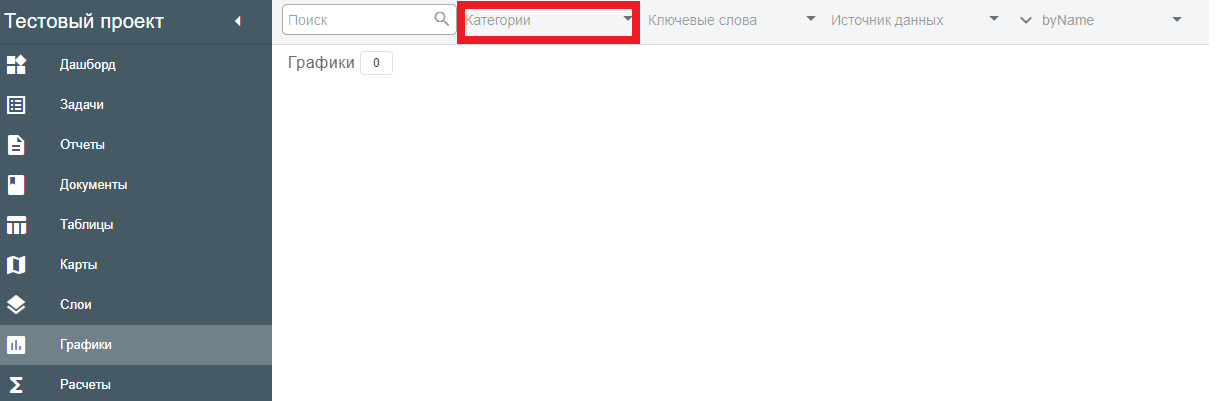 Тестовый проект
Дашборд
Задачи
Отчеты
Документы
Таблицы
Карты
Слои
Графики
Расчеты
Поиск
Категории
Ключевые слова
Источник данных
byName
Графики 0